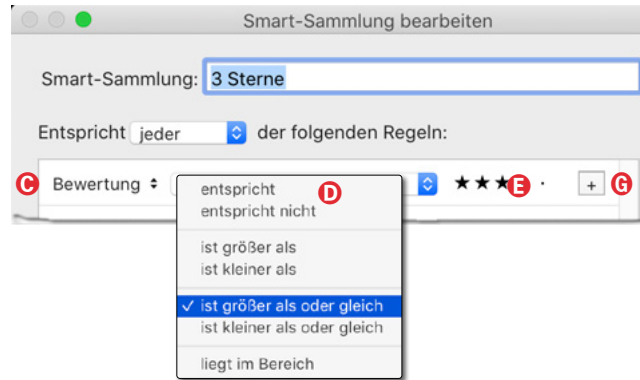 Smart-Sammlung bearbeiten
Smart-Sammlung: 3 Sterne
Entspricht jeder der folgenden Regeln:
C Bewertung ★★★ E · + G
entspricht D
entspricht nicht
ist größer als
ist kleiner als
✓ ist größer als oder gleich
ist kleiner als oder gleich
liegt im Bereich